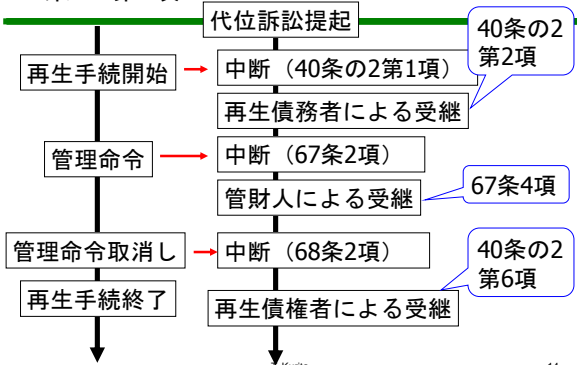 代位訴訟提起
40条の2
第2項
再生手続開始
中断（40条の2第1項）
再生債務者による受継
管理命令
中断（67条2項）
管財人による受継
67条4項
管理命令取消し
中断（68条2項）
40条の2
第6項
再生手続終了
再生債権者による受継